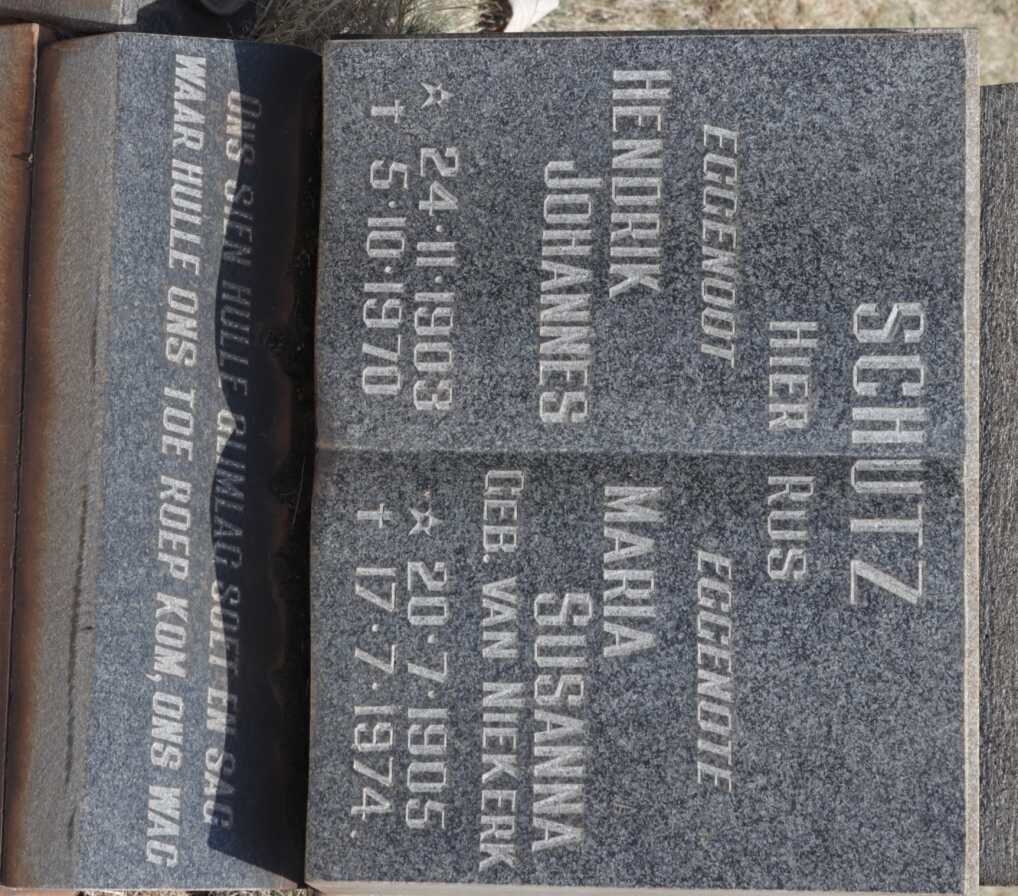 SCHUTZ
HIER RUS
EGGENOOT
HENDRIK
JOHANNES
★ 24·11·1903
† 5·10·1970
EGGENOTE
MARIA
SUSANNA
GEB. VAN NIEKERK
★ 20·7·1905
† 17·7·1974.
ONS SIEN HULLE GLIMLAG SOET EN SAG
WAAR HULLE ONS TOE ROEP KOM, ONS WAG